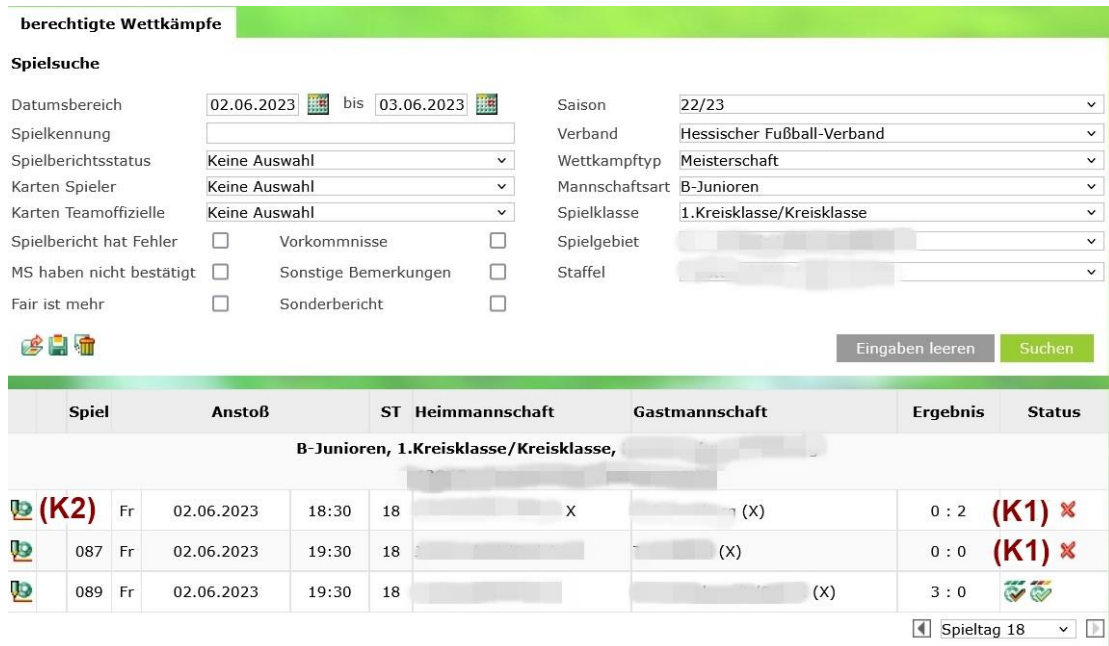 berechtigte Wettkämpfe
Spielsuche
Datumsbereich 02.06.2023 bis 03.06.2023 Saison 22/23
Spielkennung Verband Hessischer Fußball-Verband
Spielberichtsstatus Keine Auswahl Wettkampftyp Meisterschaft
Karten Spieler Keine Auswahl Mannschaftsart B-Junioren
Karten Teamoffizielle Keine Auswahl Spielklasse 1.Kreisklasse/Kreisklasse
Spielbericht hat Fehler Vorkommnisse Spielgebiet
MS haben nicht bestätigt Sonstige Bemerkungen Staffel
Fair ist mehr Sonderbericht
Eingaben leeren Suchen
Spiel Anstoß ST Heimmannschaft Gastmannschaft Ergebnis Status
B-Junioren, 1.Kreisklasse/Kreisklasse,
(K2) Fr 02.06.2023 18:30 18 X (X) 0 : 2 (K1)
087 Fr 02.06.2023 19:30 18 (X) 0 : 0 (K1)
089 Fr 02.06.2023 19:30 18 (X) 3 : 0
Spieltag 18